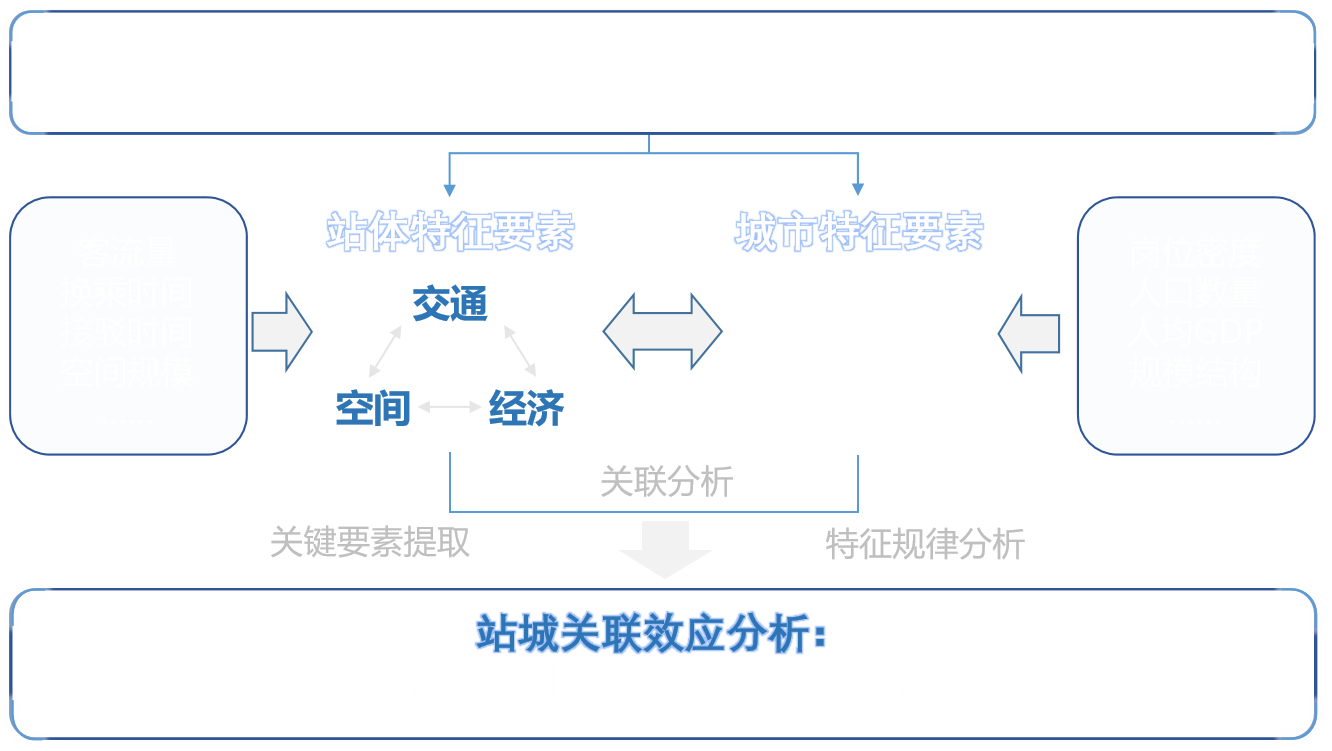 站体特征要素
城市特征要素
客流量
换乘时间
接驳时间
空间规模
……
交通
空间
经济
岗位密度
人口数量
人均GDP
规模结构
……
关联分析
关键要素提取
特征规律分析
站城关联效应分析：